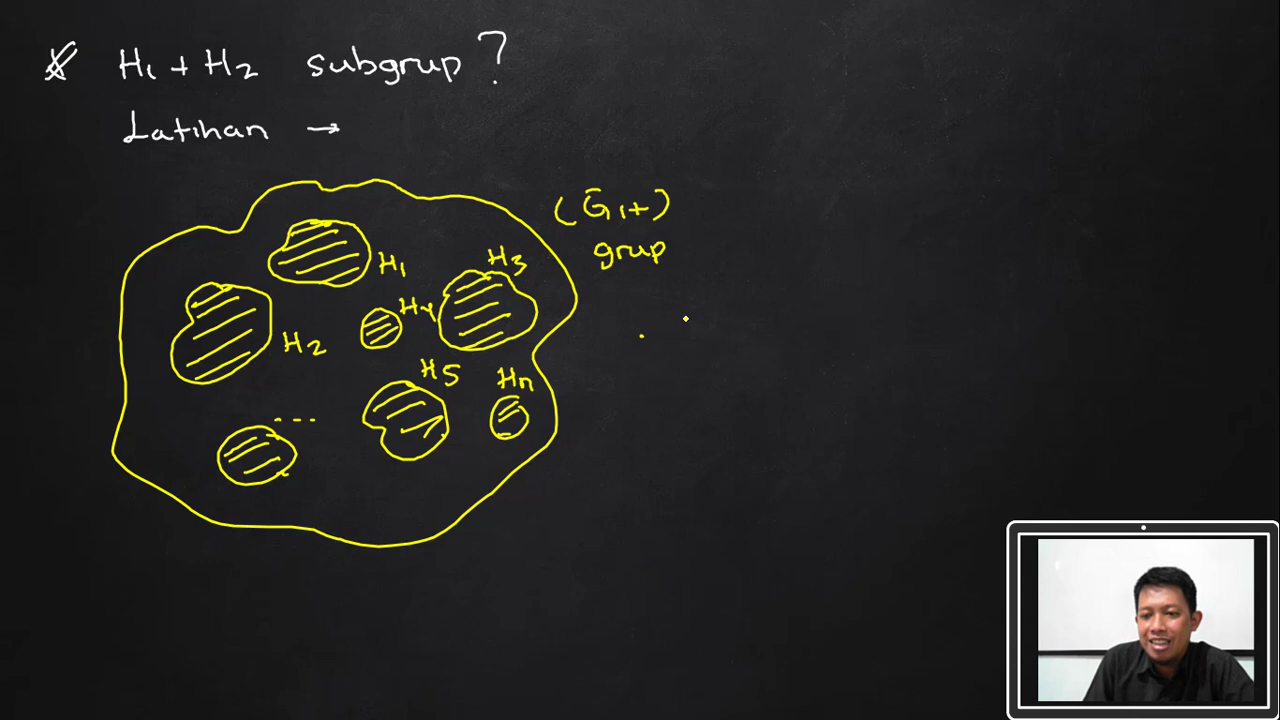 * H1 + H2 subgrup ?
Latihan →
(G, +)
grup
H1
H3
H4
H2
H5
Hn
...